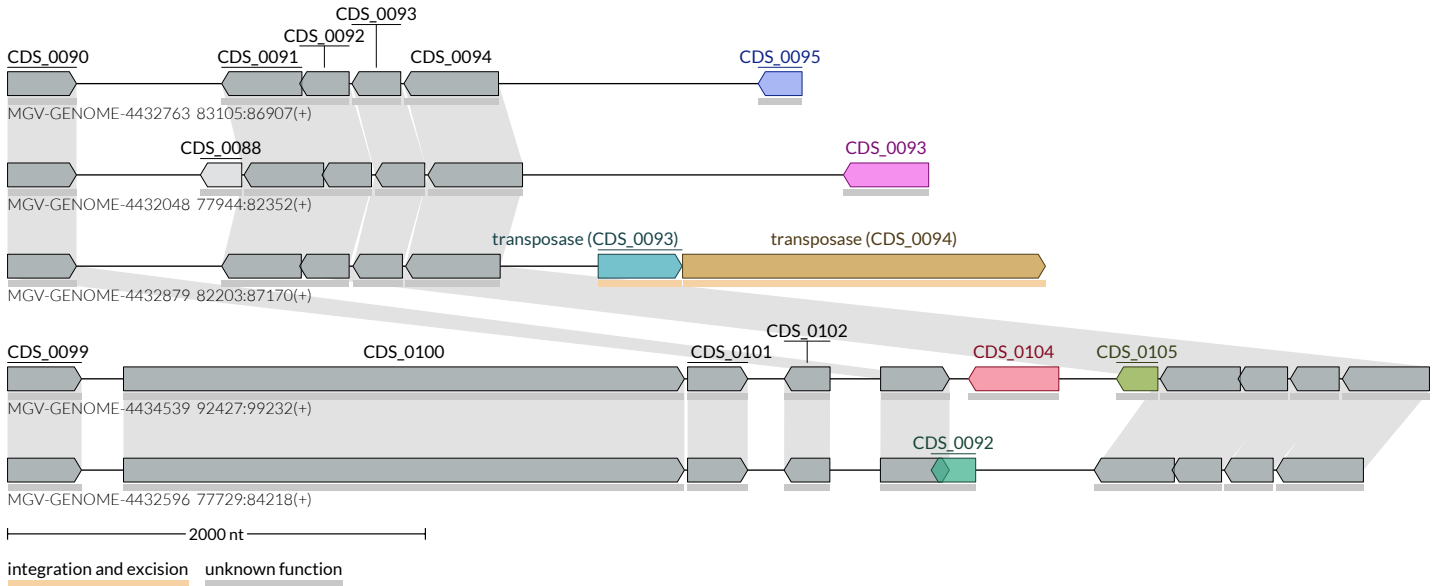 CDS_0093
CDS_0092
CDS_0090 CDS_0091 CDS_0094 CDS_0095
MGV-GENOME-4432763 83105:86907(+)
CDS_0088 CDS_0093
MGV-GENOME-4432048 77944:82352(+)
transposase (CDS_0093) transposase (CDS_0094)
MGV-GENOME-4432879 82203:87170(+)
CDS_0102
CDS_0099 CDS_0100 CDS_0101 CDS_0104 CDS_0105
MGV-GENOME-4434539 92427:99232(+)
CDS_0092
MGV-GENOME-4432596 77729:84218(+)
2000 nt
integration and excision unknown function